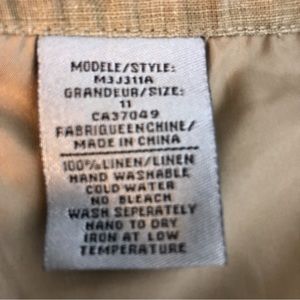 MODELE/STYLE:
M3J311A
GRANDEUR/SIZE:
11
CA37049
FABRIQUEENCHINE/
MADE IN CHINA
100%LINEN/LINEN
HAND WASHABLE
COLD WATER
NO BLEACH
WASH SEPERATELY
HAND TO DRY
IRON AT LOW
TEMPERATURE